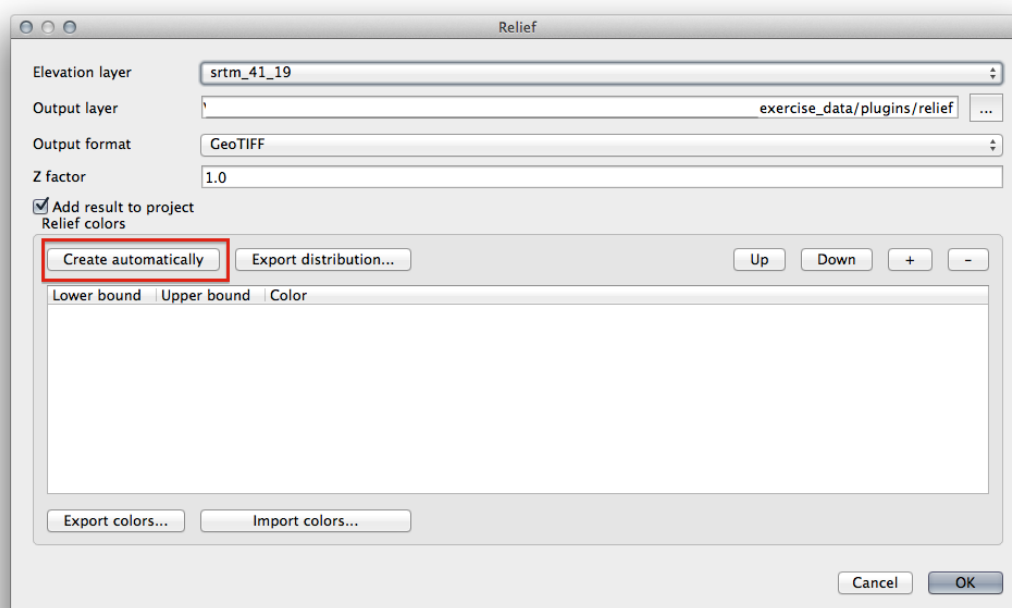 Relief
Elevation layer srtm_41_19
Output layer exercise_data/plugins/relief ...
Output format GeoTIFF
Z factor 1.0
Add result to project
Relief colors
Create automatically Export distribution... Up Down + -
Lower bound Upper bound Color
Export colors... Import colors...
Cancel OK